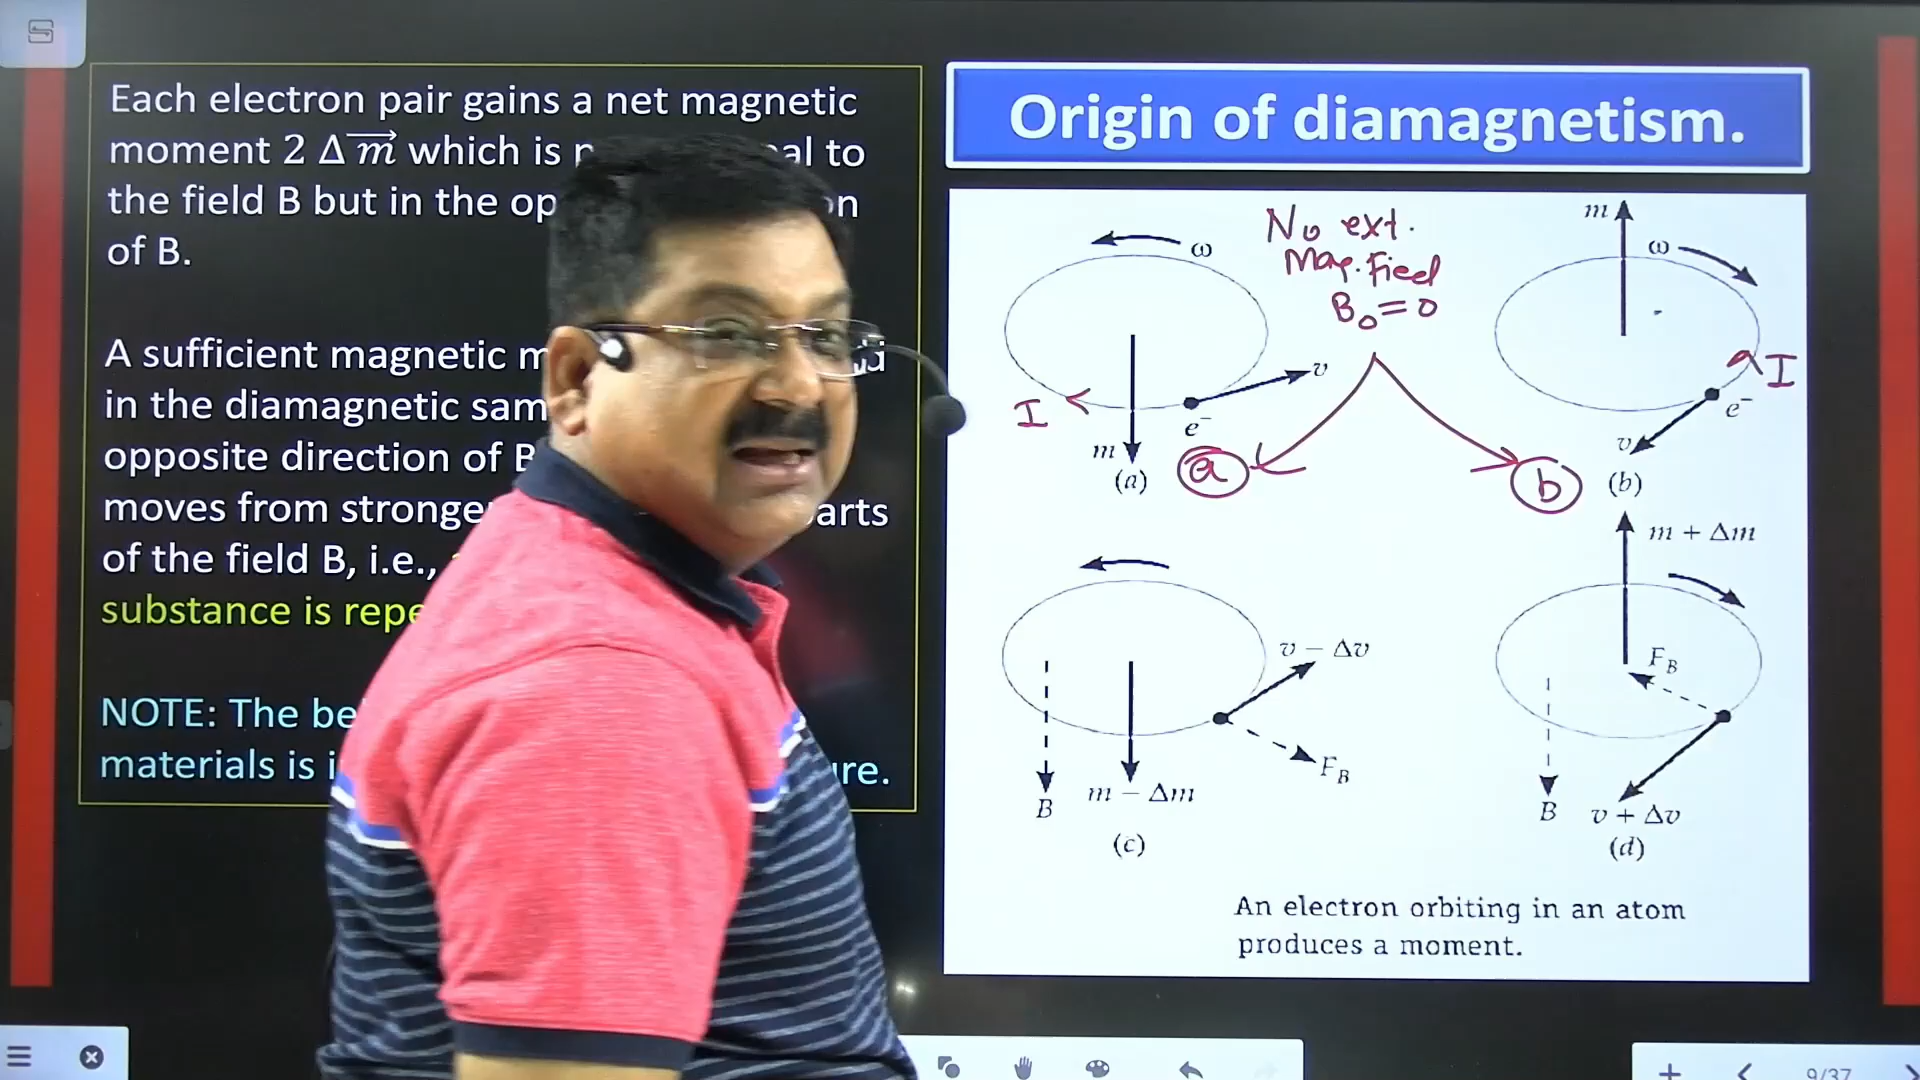 Each electron pair gains a net magnetic
moment 2 Δm⃗ which is al to
the field B but in the op n
of B.
A sufficient magnetic m
in the diamagnetic sam
opposite direction of B
moves from stronge arts
of the field B, i.e.,
substance is repe
NOTE: The be
materials is i re.
Origin of diamagnetism.
No ext.
Mag. Field
B₀ = 0
ω
I
v
e⁻
m
(a)
a
m
ω
I
e⁻
v
(b)
b
v − Δv
F_B
B
m − Δm
(c)
m + Δm
F_B
B
v + Δv
(d)
An electron orbiting in an atom
produces a moment.
9/37